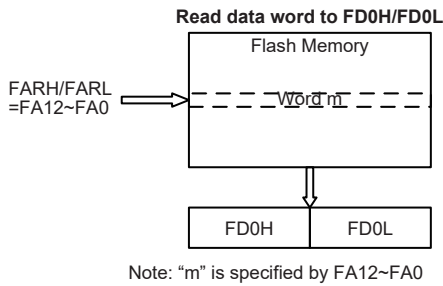 Read data word to FD0H/FD0L
Flash Memory
Word m
FARH/FARL
=FA12~FA0
FD0H FD0L
Note: “m” is specified by FA12~FA0